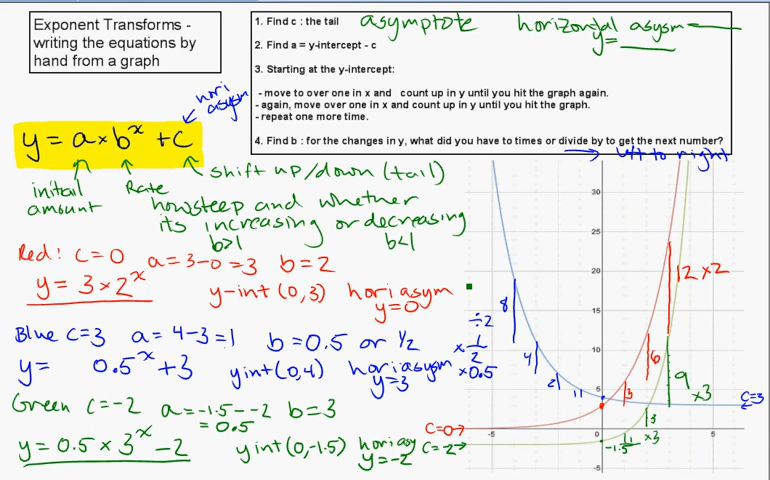 Exponent Transforms -
writing the equations by
hand from a graph
1. Find c : the tail asymptote horizontal asysm
y=
2. Find a = y-intercept - c
3. Starting at the y-intercept:
- move to over one in x and count up in y until you hit the graph again.
- again, move over one in x and count up in y until you hit the graph.
- repeat one more time.
4. Find b : for the changes in y, what did you have to times or divide by to get the next number?
left to right
hori
asysm
y = a × b^x + c
shift up/down (tail)
initail
amount
Rate
how steep and whether
its increasing or decreasing
b>1 b<1
Red: c=0 a=3-0=3 b=2
y=3×2^x y-int (0,3) hori asym
y=0
Blue c=3 a=4-3=1 b=0.5 or 1/2
y= 0.5^x+3 yint(0,4) hori asym
y=3
Green c=-2 a=-1.5--2 b=3
=0.5
y=0.5×3^x-2 yint(0,-1.5) hori asy
y=-2
÷2
×1/2
×0.5
30
25
20
15
10
5
-5
-5
0
5
8
4
2
1
3
6
12 ×2
1
3
9
×3
×3
-1.5
c=3
c=0
c=-2